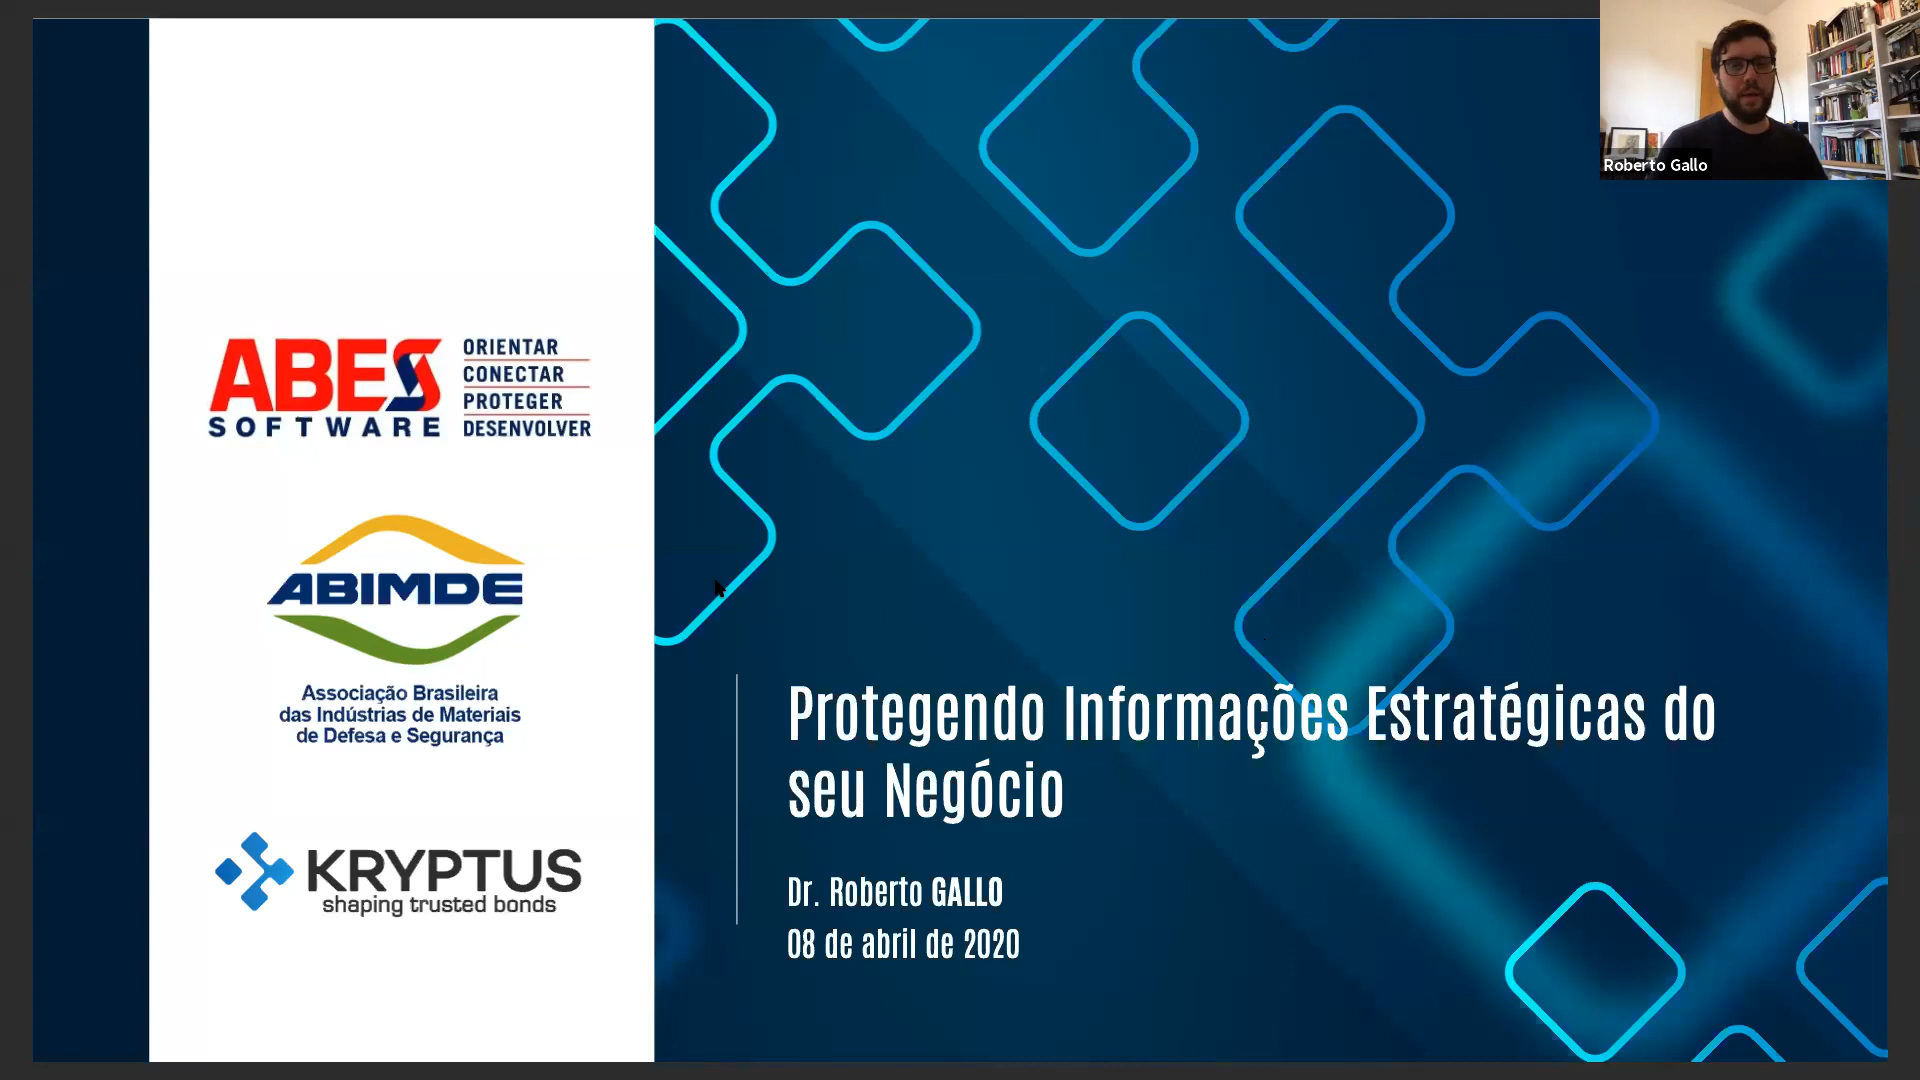 ABES
SOFTWARE
ORIENTAR
CONECTAR
PROTEGER
DESENVOLVER
ABIMDE
Associação Brasileira
das Indústrias de Materiais
de Defesa e Segurança
KRYPTUS
shaping trusted bonds
Protegendo Informações Estratégicas do
seu Negócio
Dr. Roberto GALLO
08 de abril de 2020
Roberto Gallo